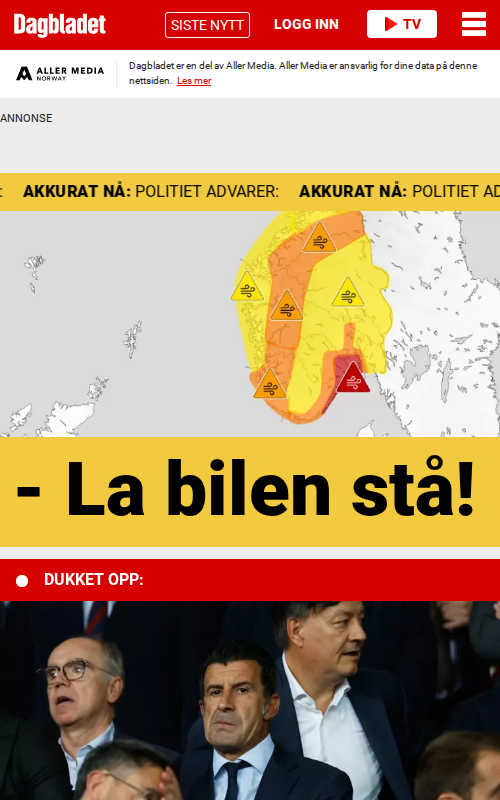 Dagbladet
SISTE NYTT
LOGG INN
TV
ALLER MEDIA
NORWAY
Dagbladet er en del av Aller Media. Aller Media er ansvarlig for dine data på denne
nettsiden. Les mer
ANNONSE
: AKKURAT NÅ: POLITIET ADVARER: AKKURAT NÅ: POLITIET AD
- La bilen stå!
DUKKET OPP: